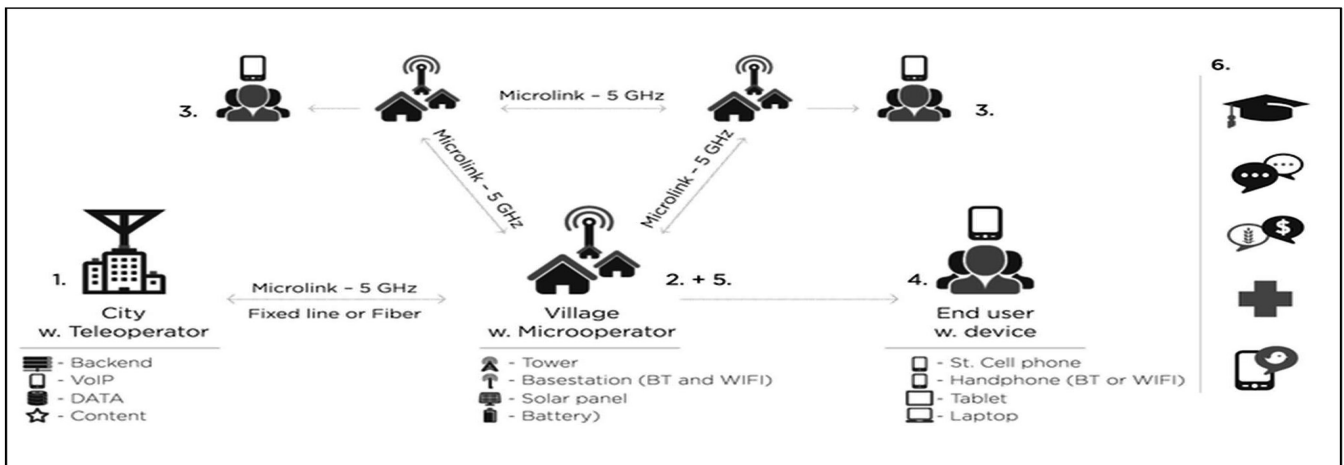 6.
3.
Microlink – 5 GHz
3.
Microlink – 5 GHz
Microlink – 5 GHz
1.
Microlink – 5 GHz
Fixed line or Fiber
2. + 5.
4.
City
w. Teleoperator
Village
w. Microoperator
End user
w. device
- Backend
- VoIP
- DATA
- Content
- Tower
- Basestation (BT and WIFI)
- Solar panel
- Battery)
- St. Cell phone
- Handphone (BT or WIFI)
- Tablet
- Laptop
$